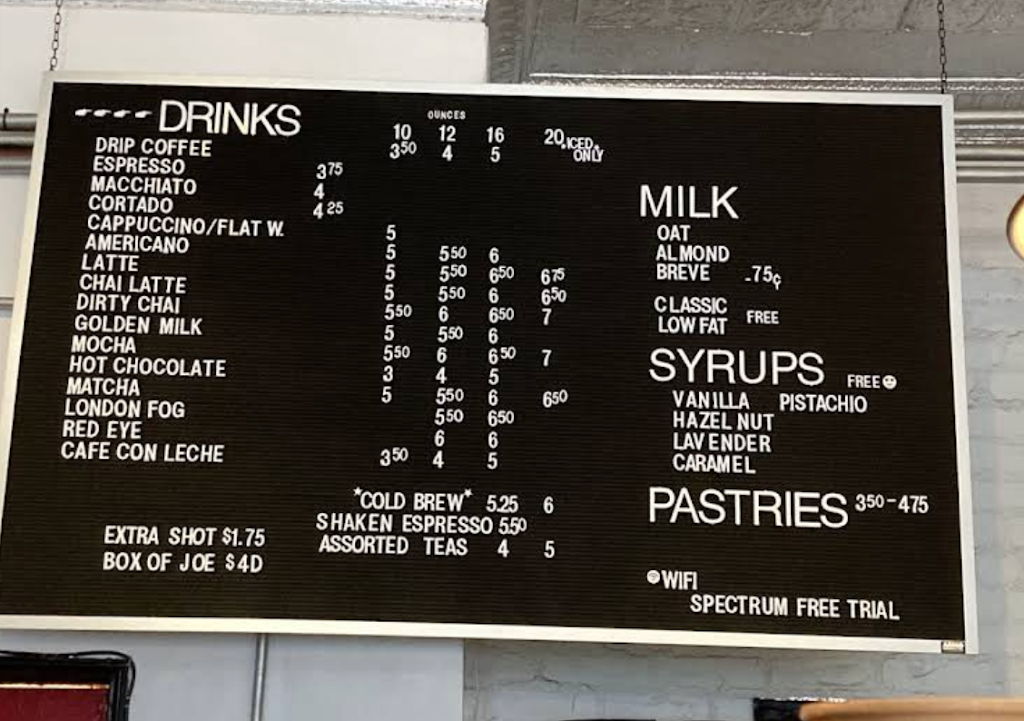 DRINKS
OUNCES
10 12 16 20 *ICED* ONLY
DRIP COFFEE 3⁵⁰ 4 5
ESPRESSO 3⁷⁵
MACCHIATO 4
CORTADO 4²⁵
CAPPUCCINO/FLAT W. 5
AMERICANO 5 5⁵⁰ 6
LATTE 5 5⁵⁰ 6⁵⁰ 6⁷⁵
CHAI LATTE 5 5⁵⁰ 6 6⁵⁰
DIRTY CHAI 5⁵⁰ 6 6⁵⁰ 7
GOLDEN MILK 5 5⁵⁰ 6
MOCHA 5⁵⁰ 6 6⁵⁰ 7
HOT CHOCOLATE 3 4 5
MATCHA 5 5⁵⁰ 6 6⁵⁰
LONDON FOG 5⁵⁰ 6⁵⁰
RED EYE 6 6
CAFE CON LECHE 3⁵⁰ 4 5
*COLD BREW* 5.25 6
SHAKEN ESPRESSO 5.5⁰
ASSORTED TEAS 4 5
EXTRA SHOT $1.75
BOX OF JOE $4D
MILK
OAT
ALMOND
BREVE .75¢
CLASSIC
LOW FAT FREE
SYRUPS FREE☻
VANILLA PISTACHIO
HAZELNUT
LAVENDER
CARAMEL
PASTRIES 3⁵⁰-475
WIFI
SPECTRUM FREE TRIAL